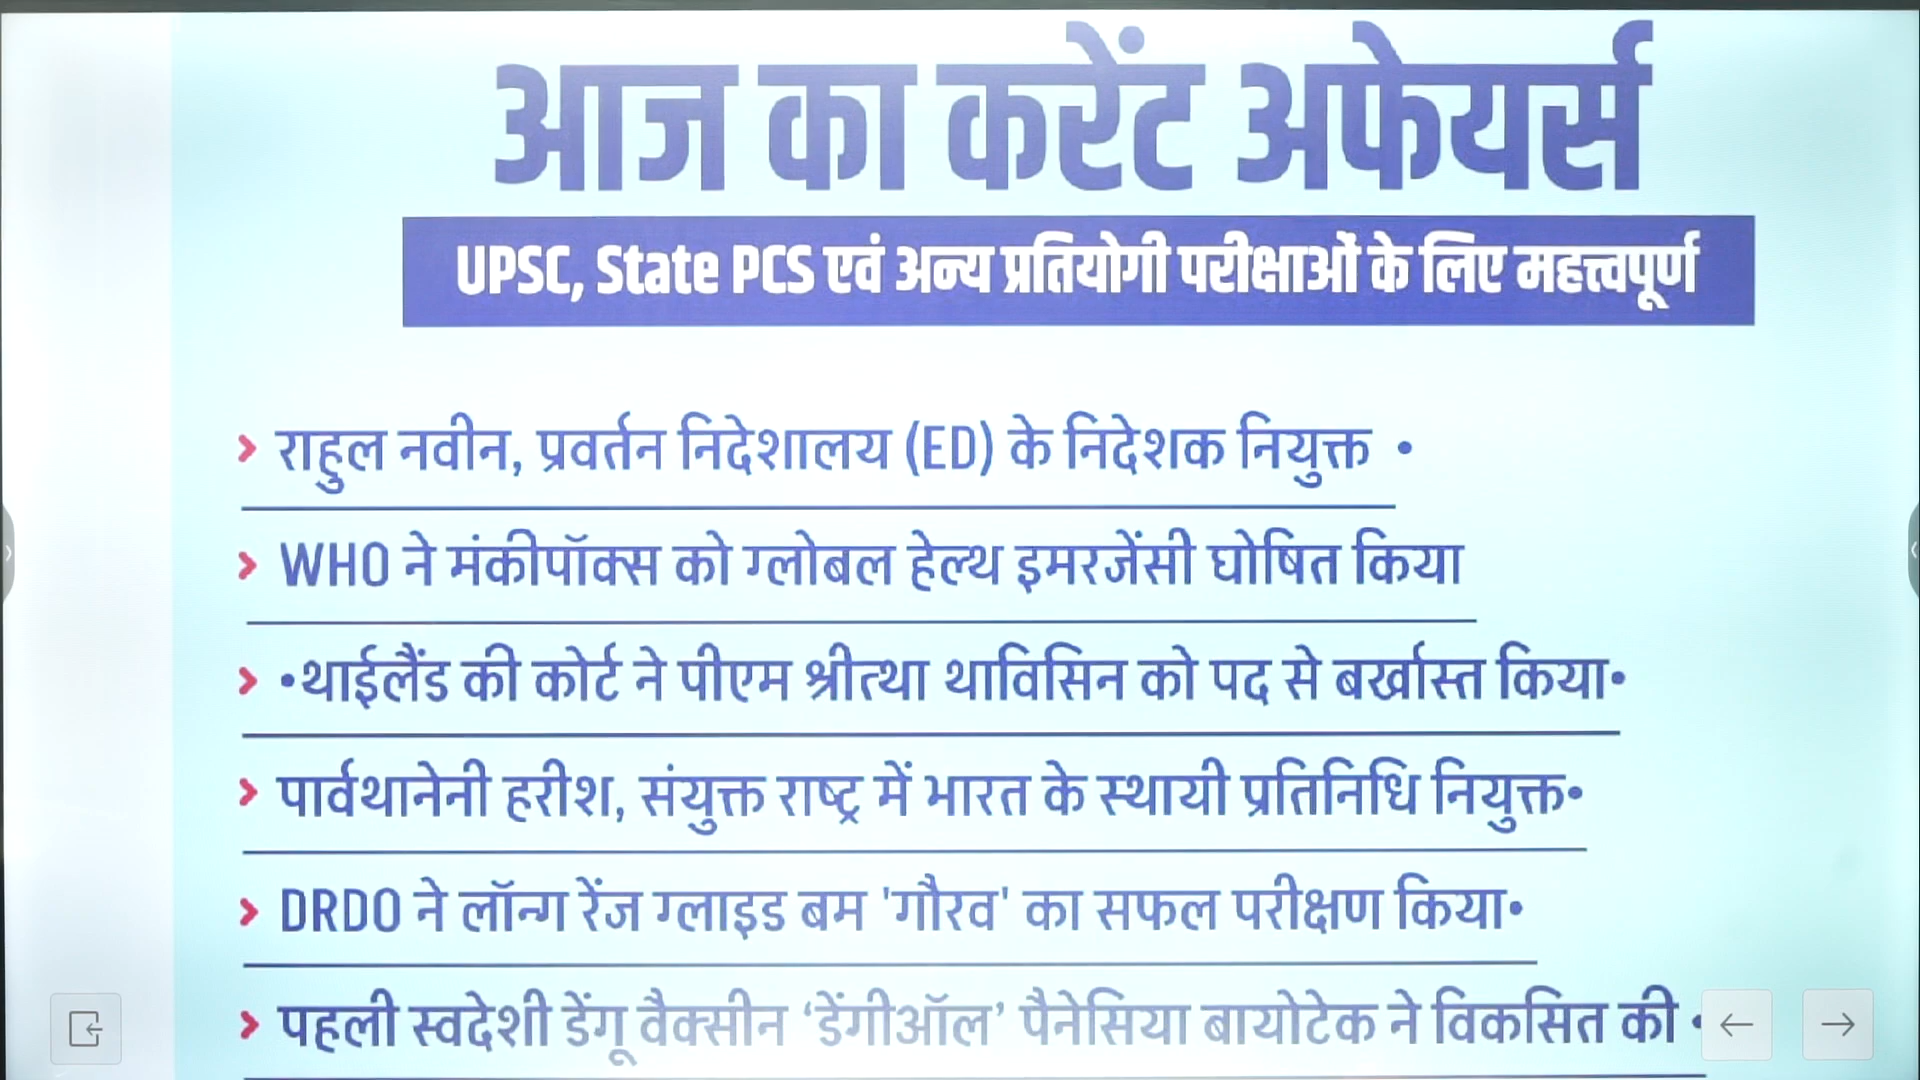 आज का करेंट अफेयर्स
UPSC, State PCS एवं अन्य प्रतियोगी परीक्षाओं के लिए महत्त्वपूर्ण
› राहुल नवीन, प्रवर्तन निदेशालय (ED) के निदेशक नियुक्त •
› WHO ने मंकीपॉक्स को ग्लोबल हेल्थ इमरजेंसी घोषित किया
› •थाईलैंड की कोर्ट ने पीएम श्रीत्था थाविसिन को पद से बर्खास्त किया•
› पार्वथानेनी हरीश, संयुक्त राष्ट्र में भारत के स्थायी प्रतिनिधि नियुक्त•
› DRDO ने लॉन्ग रेंज ग्लाइड बम 'गौरव' का सफल परीक्षण किया•
› पहली स्वदेशी डेंगू वैक्सीन ‘डेंगीऑल’ पैनेसिया बायोटेक ने विकसित की •